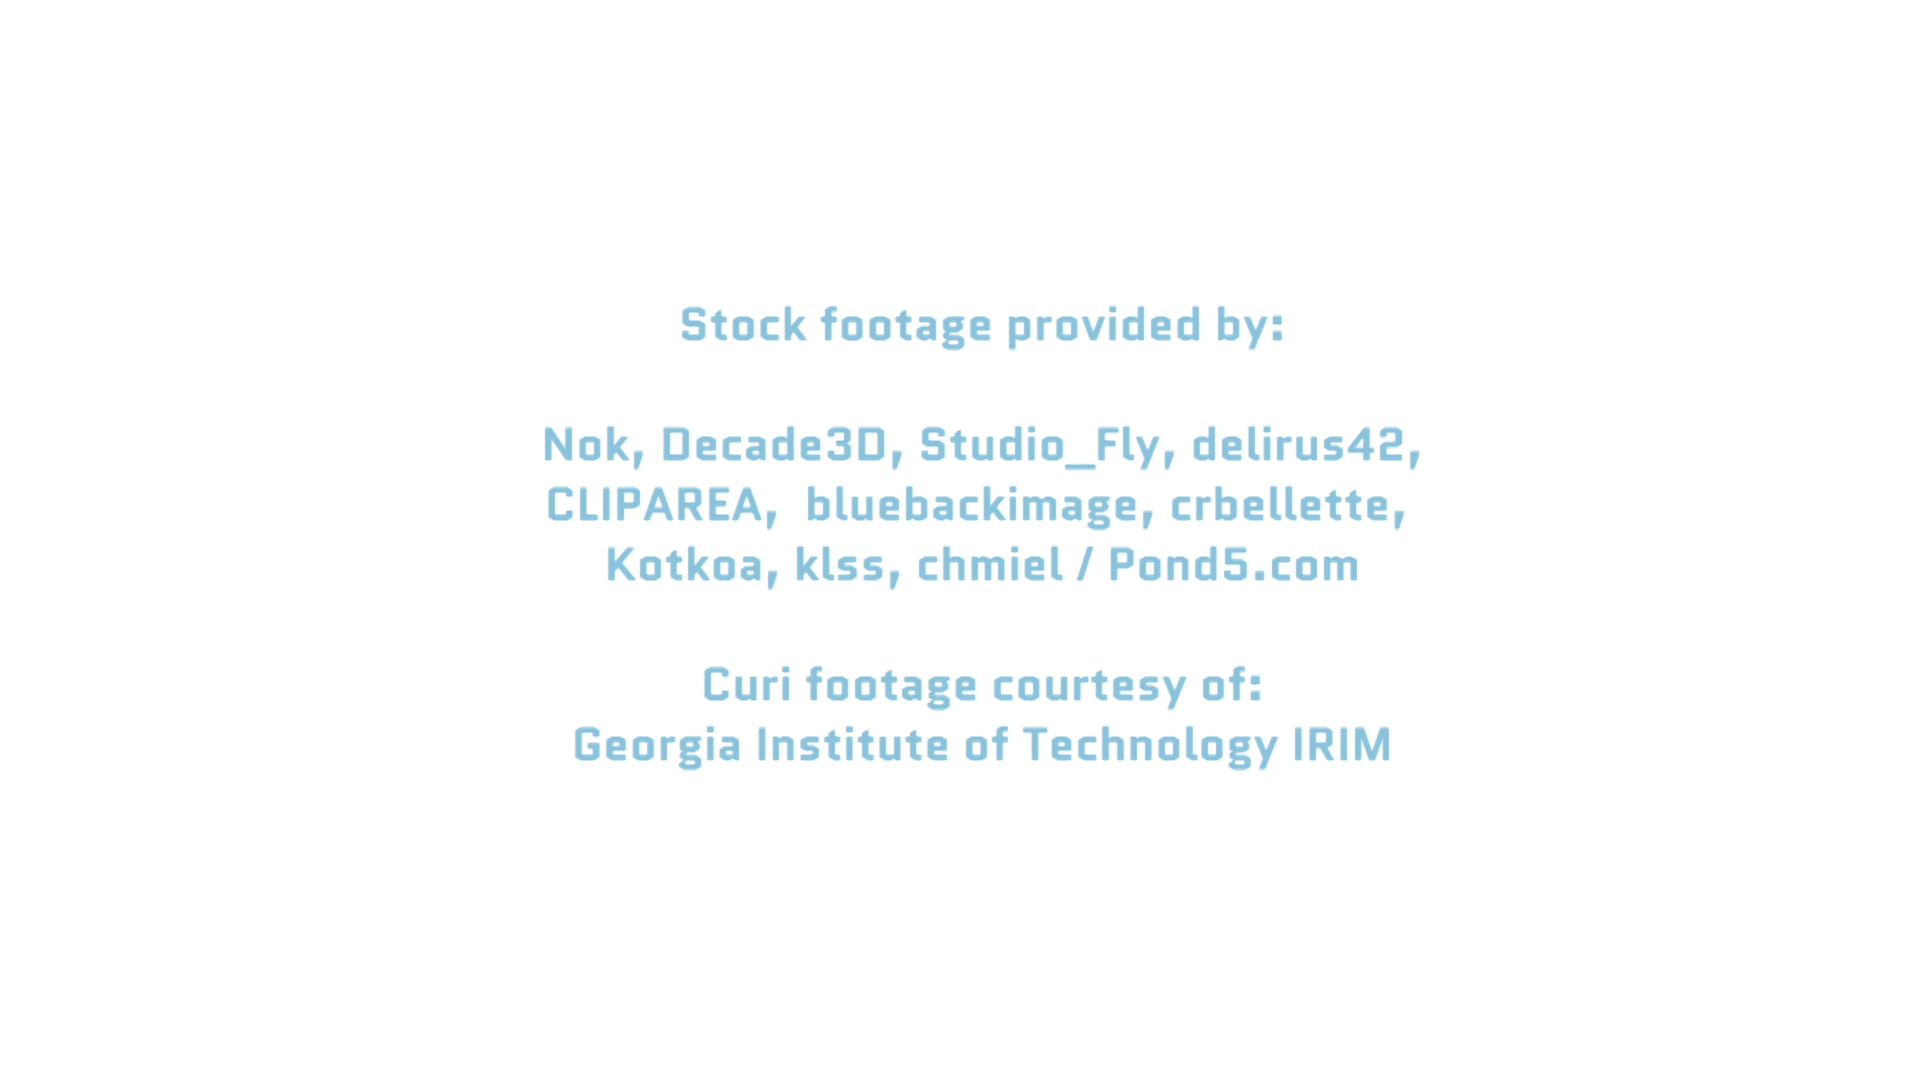 Stock footage provided by:
Nok, Decade3D, Studio_Fly, delirus42,
CLIPAREA,  bluebackimage, crbellette,
Kotkoa, klss, chmiel / Pond5.com
Curi footage courtesy of:
Georgia Institute of Technology IRIM